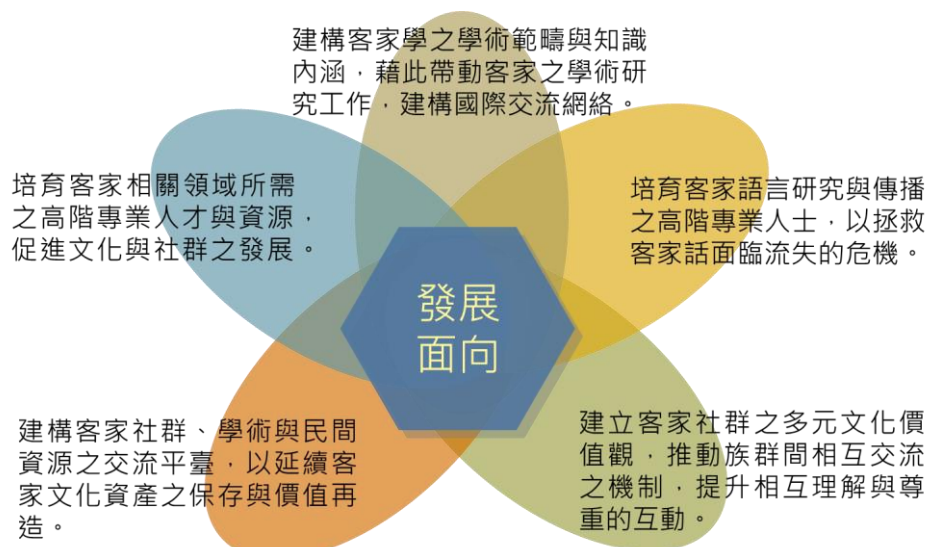 建構客家學之學術範疇與知識
內涵，藉此帶動客家之學術研
究工作，建構國際交流網絡。
培育客家相關領域所需
之高階專業人才與資源，
促進文化與社群之發展。
培育客家語言研究與傳播
之高階專業人士，以拯救
客家話面臨流失的危機。
發展
面向
建構客家社群、學術與民間
資源之交流平臺，以延續客
家文化資產之保存與價值再
造。
建立客家社群之多元文化價
值觀，推動族群間相互交流
之機制，提升相互理解與尊
重的互動。